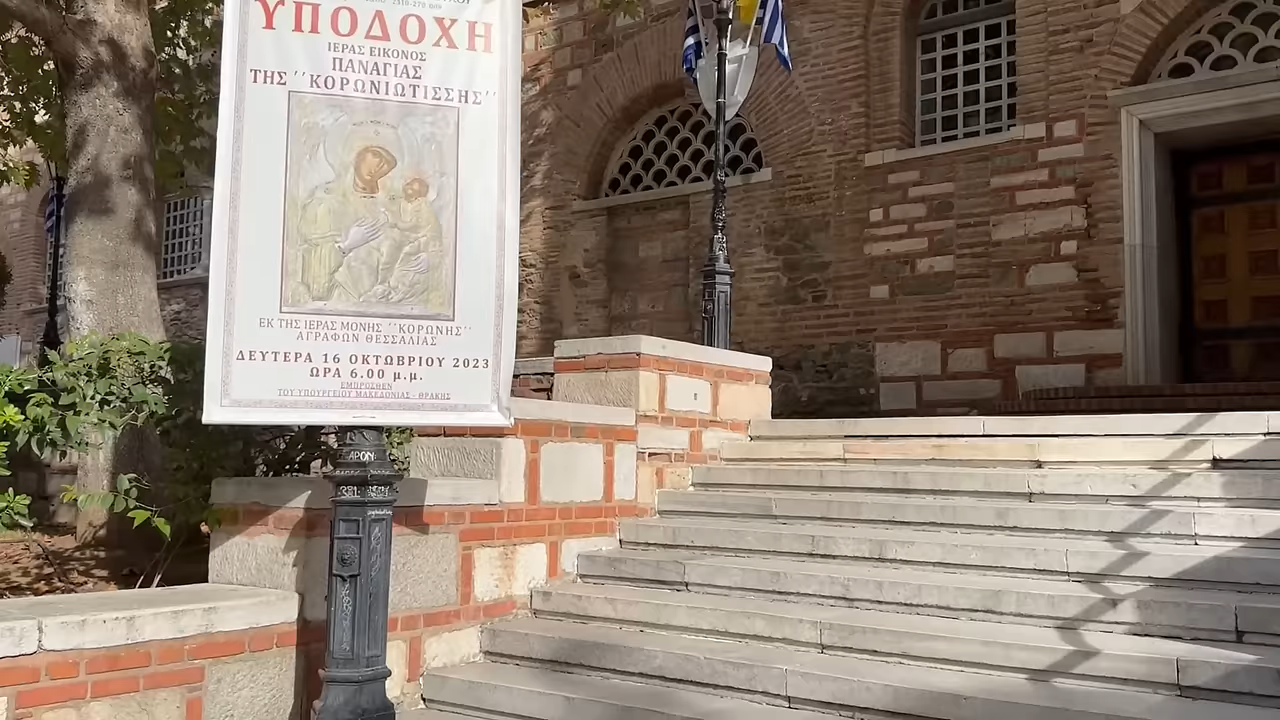 ΥΠΟΔΟΧΗ
ΙΕΡΑΣ ΕΙΚΟΝΟΣ
ΠΑΝΑΓΙΑΣ
ΤΗΣ ''ΚΟΡΩΝΙΩΤΙΣΣΗΣ''
ΕΚ ΤΗΣ ΙΕΡΑΣ ΜΟΝΗΣ ''ΚΟΡΩΝΗΣ''
ΑΓΡΑΦΩΝ ΘΕΣΣΑΛΙΑΣ
ΔΕΥΤΕΡΑ 16 ΟΚΤΩΒΡΙΟΥ 2023
ΩΡΑ 6.00 μ.μ.
ΕΜΠΡΟΣΘΕΝ
ΤΟΥ ΥΠΟΥΡΓΕΙΟΥ ΜΑΚΕΔΟΝΙΑΣ - ΘΡΑΚΗΣ